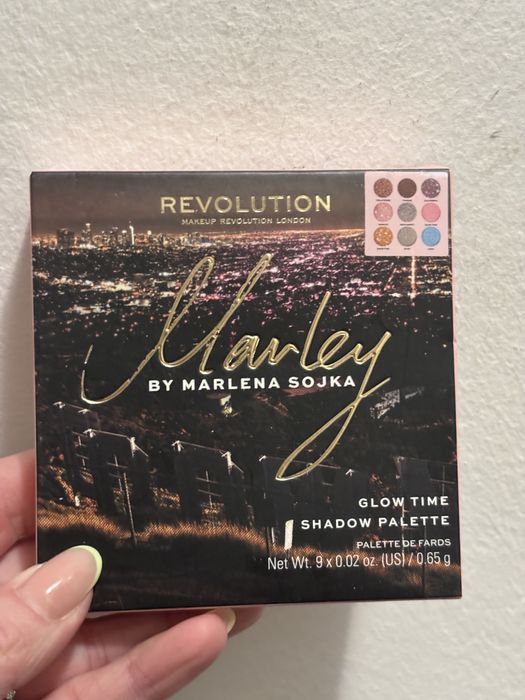 REVOLUTION
MAKEUP REVOLUTION LONDON
Marley
BY MARLENA SOJKA
GLOW TIME
SHADOW PALETTE
PALETTE DE FARDS
Net Wt. 9 x 0.02 oz. (US) / 0.65 g